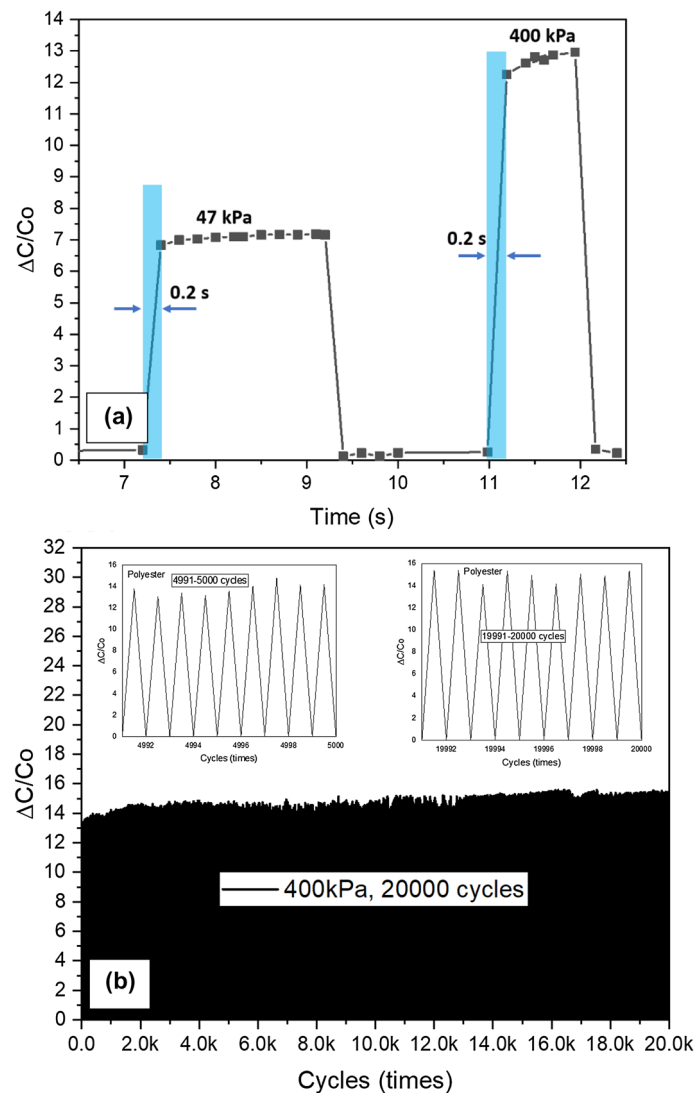 14
13
12
11
10
9
8
7
6
5
4
3
2
1
0
ΔC/Co
400 kPa
47 kPa
0.2 s
0.2 s
(a)
7 8 9 10 11 12
Time (s)
32
30
28
26
24
22
20
18
16
14
12
10
8
6
4
2
0
ΔC/Co
16
14
12
10
8
6
4
2
0
ΔC/Co
Polyester
4991-5000 cycles
4992 4994 4996 4998 5000
Cycles (times)
16
14
12
10
8
6
4
2
0
ΔC/Co
Polyester
19991-20000 cycles
19992 19994 19996 19998 20000
Cycles (times)
400kPa, 20000 cycles
(b)
0.0 2.0k 4.0k 6.0k 8.0k 10.0k 12.0k 14.0k 16.0k 18.0k 20.0k
Cycles (times)